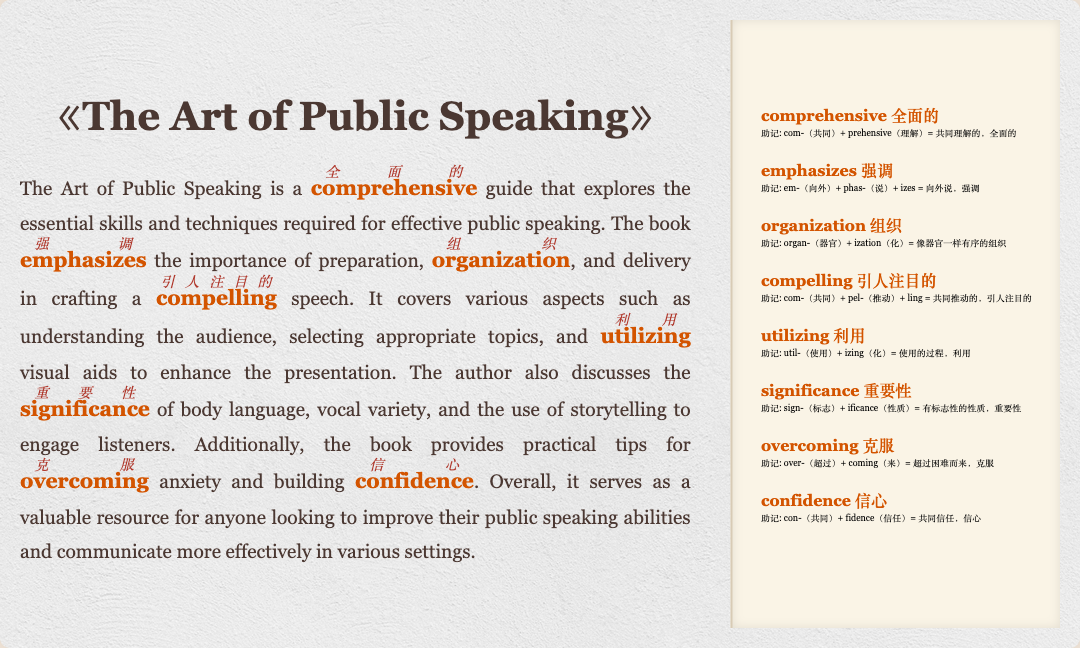 «The Art of Public Speaking»
全面的
The Art of Public Speaking is a comprehensive guide that explores the
essential skills and techniques required for effective public speaking. The book
强调 组织
emphasizes the importance of preparation, organization, and delivery
引人注目的
in crafting a compelling speech. It covers various aspects such as
利用
understanding the audience, selecting appropriate topics, and utilizing
visual aids to enhance the presentation. The author also discusses the
重要性
significance of body language, vocal variety, and the use of storytelling to
engage listeners. Additionally, the book provides practical tips for
克服 信心
overcoming anxiety and building confidence. Overall, it serves as a
valuable resource for anyone looking to improve their public speaking abilities
and communicate more effectively in various settings.
comprehensive 全面的
助记: com-（共同）+ prehensive（理解）= 共同理解的，全面的
emphasizes 强调
助记: em-（向外）+ phas-（说）+ izes = 向外说，强调
organization 组织
助记: organ-（器官）+ ization（化）= 像器官一样有序的组织
compelling 引人注目的
助记: com-（共同）+ pel-（推动）+ ling = 共同推动的，引人注目的
utilizing 利用
助记: util-（使用）+ izing（化）= 使用的过程，利用
significance 重要性
助记: sign-（标志）+ ificance（性质）= 有标志性的性质，重要性
overcoming 克服
助记: over-（超过）+ coming（来）= 超过困难而来，克服
confidence 信心
助记: con-（共同）+ fidence（信任）= 共同信任，信心